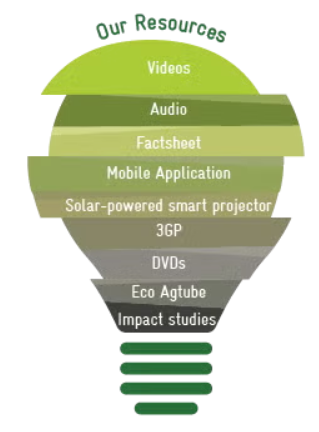 Our Resources
Videos
Audio
Factsheet
Mobile Application
Solar-powered smart projector
3GP
DVDs
Eco Agtube
Impact studies